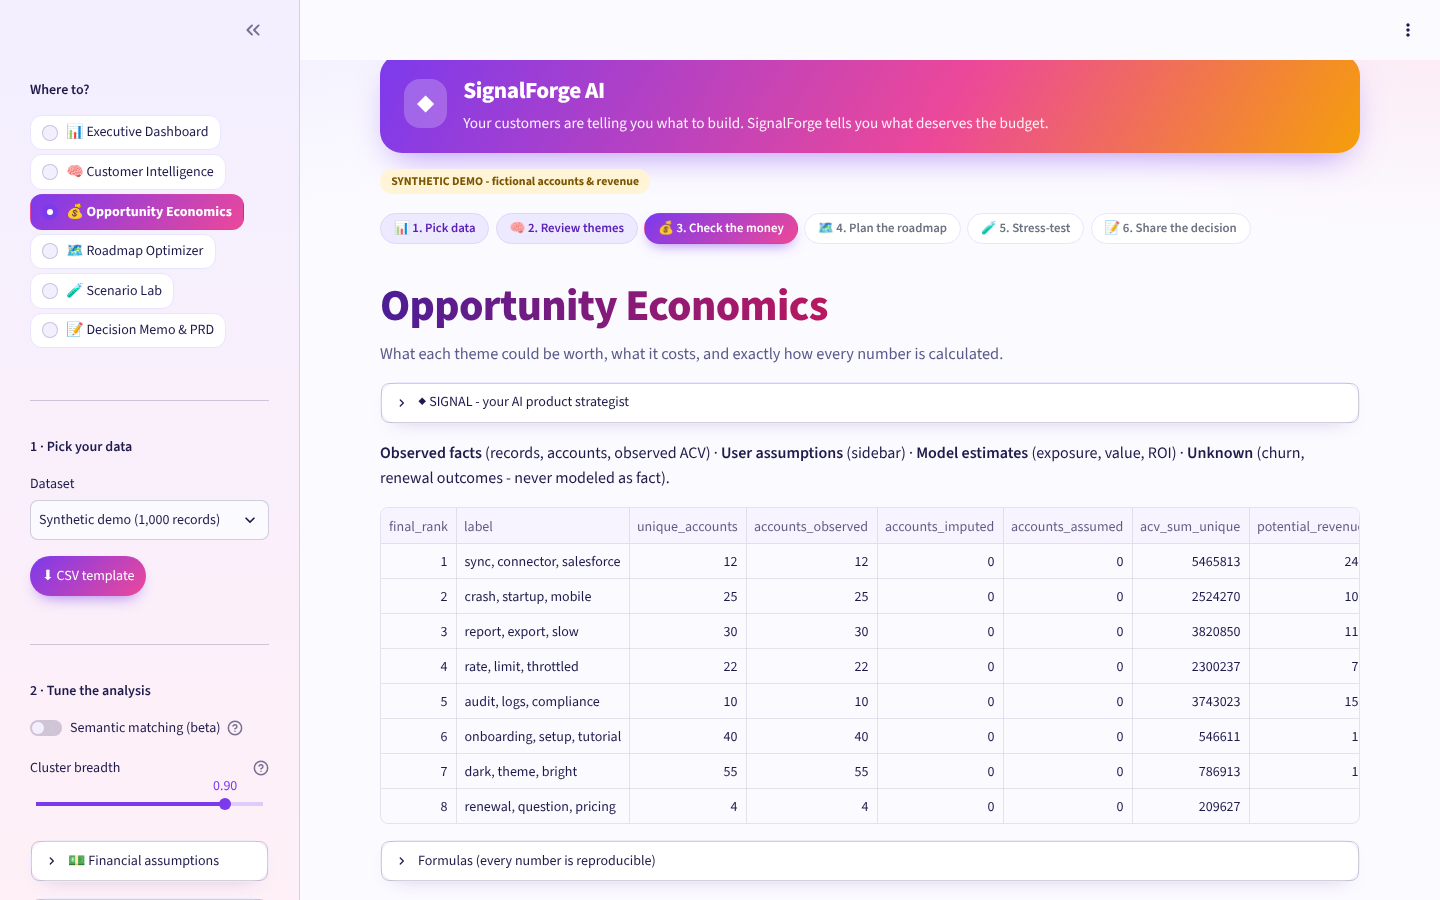 Where to?
📊 Executive Dashboard
🧠 Customer Intelligence
💰 Opportunity Economics
🗺️ Roadmap Optimizer
🧪 Scenario Lab
📝 Decision Memo & PRD
1 · Pick your data
Dataset
Synthetic demo (1,000 records)
⬇ CSV template
2 · Tune the analysis
Semantic matching (beta)
Cluster breadth
0.90
💵 Financial assumptions
SignalForge AI
Your customers are telling you what to build. SignalForge tells you what deserves the budget.
SYNTHETIC DEMO - fictional accounts & revenue
📊 1. Pick data 🧠 2. Review themes 💰 3. Check the money 🗺️ 4. Plan the roadmap 🧪 5. Stress-test 📝 6. Share the decision
Opportunity Economics
What each theme could be worth, what it costs, and exactly how every number is calculated.
◆ SIGNAL - your AI product strategist
Observed facts (records, accounts, observed ACV) · User assumptions (sidebar) · Model estimates (exposure, value, ROI) · Unknown (churn,
renewal outcomes - never modeled as fact).
final_rank label unique_accounts accounts_observed accounts_imputed accounts_assumed acv_sum_unique potential_revenue
1 sync, connector, salesforce 12 12 0 0 5465813 24
2 crash, startup, mobile 25 25 0 0 2524270 10
3 report, export, slow 30 30 0 0 3820850 11
4 rate, limit, throttled 22 22 0 0 2300237 7
5 audit, logs, compliance 10 10 0 0 3743023 15
6 onboarding, setup, tutorial 40 40 0 0 546611 1
7 dark, theme, bright 55 55 0 0 786913 1
8 renewal, question, pricing 4 4 0 0 209627
Formulas (every number is reproducible)